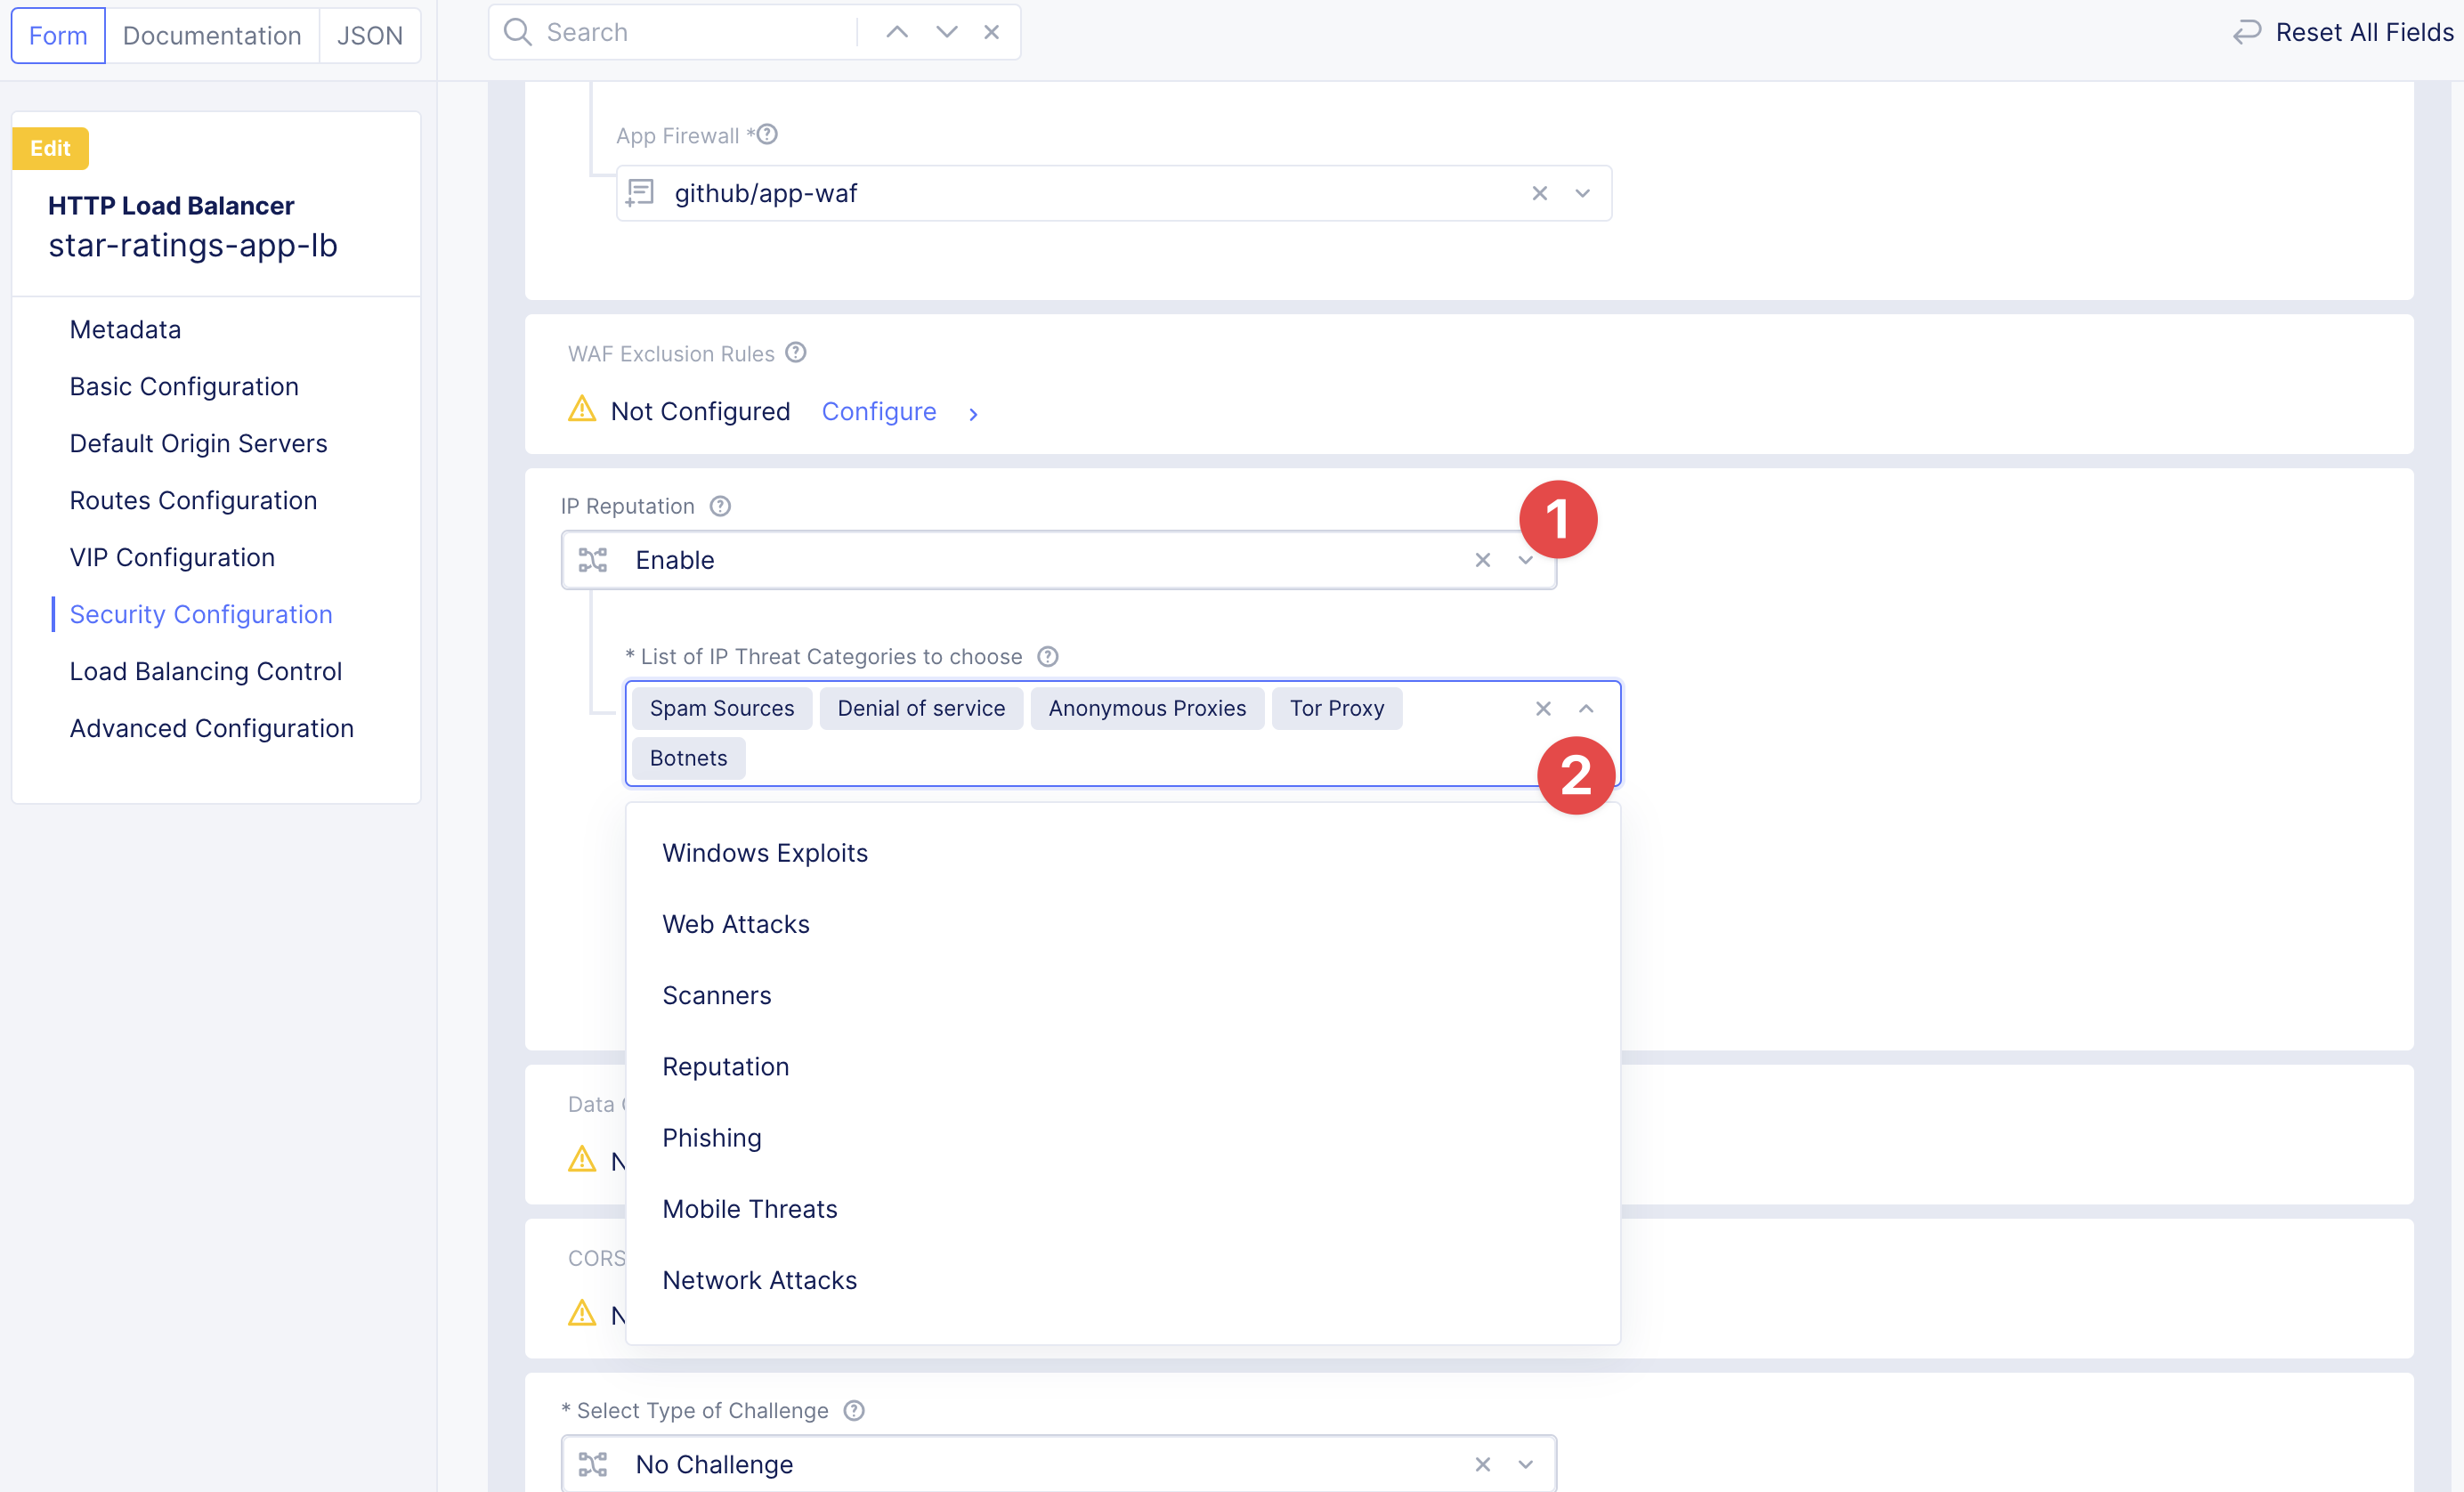 Form
Documentation
JSON
Search
Reset All Fields
Edit
HTTP Load Balancer
star-ratings-app-lb
Metadata
Basic Configuration
Default Origin Servers
Routes Configuration
VIP Configuration
Security Configuration
Load Balancing Control
Advanced Configuration
App Firewall *
github/app-waf
WAF Exclusion Rules
Not Configured Configure
IP Reputation
1
Enable
* List of IP Threat Categories to choose
Spam Sources Denial of service Anonymous Proxies Tor Proxy
Botnets
2
Windows Exploits
Web Attacks
Scanners
Reputation
Phishing
Mobile Threats
Network Attacks
Data
CORS
* Select Type of Challenge
No Challenge